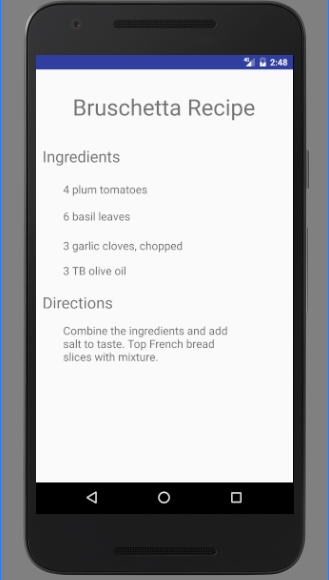 2:48
Bruschetta Recipe
Ingredients
4 plum tomatoes
6 basil leaves
3 garlic cloves, chopped
3 TB olive oil
Directions
Combine the ingredients and add
salt to taste. Top French bread
slices with mixture.